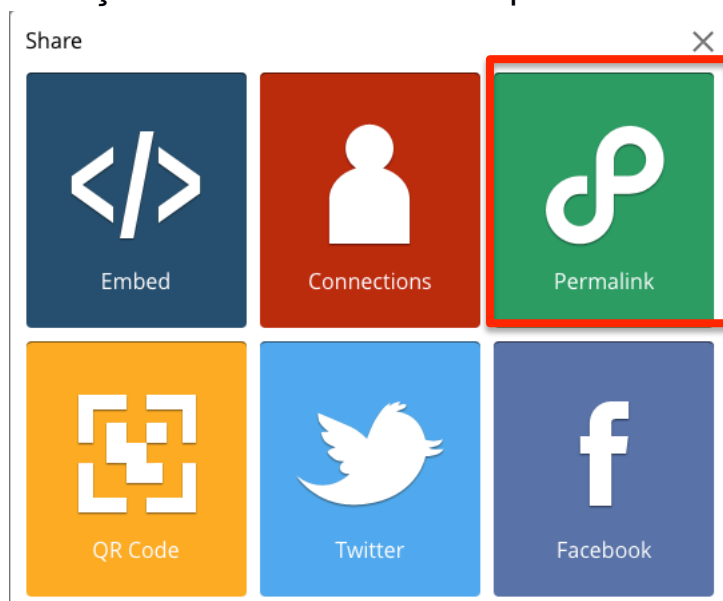 Share
Embed
Connections
Permalink
QR Code
Twitter
Facebook